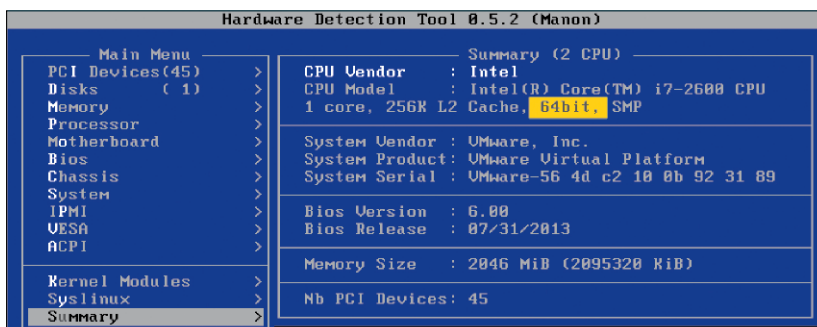 Hardware Detection Tool 0.5.2 (Manon)
Main Menu
PCI Devices(45) >
Disks ( 1) >
Memory >
Processor >
Motherboard >
Bios >
Chassis >
System >
IPMI >
VESA >
ACPI >
Kernel Modules >
Syslinux >
Summary >
Summary (2 CPU)
CPU Vendor : Intel
CPU Model : Intel(R) Core(TM) i7-2600 CPU
1 core, 256K L2 Cache, 64bit, SMP
System Vendor : VMware, Inc.
System Product: VMware Virtual Platform
System Serial : VMware-56 4d c2 10 0b 92 31 89
Bios Version : 6.00
Bios Release : 07/31/2013
Memory Size : 2046 MiB (2095320 KiB)
Nb PCI Devices: 45